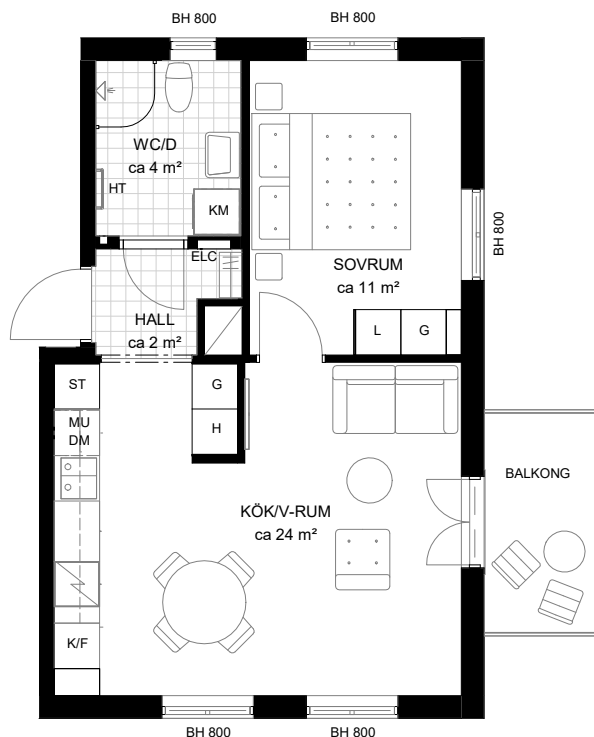 BH 800
BH 800
WC/D
ca 4 m²
HT
KM
BH 800
ELC
SOVRUM
ca 11 m²
HALL
ca 2 m²
L
G
ST
G
MU
DM
H
BALKONG
KÖK/V-RUM
ca 24 m²
K/F
BH 800
BH 800